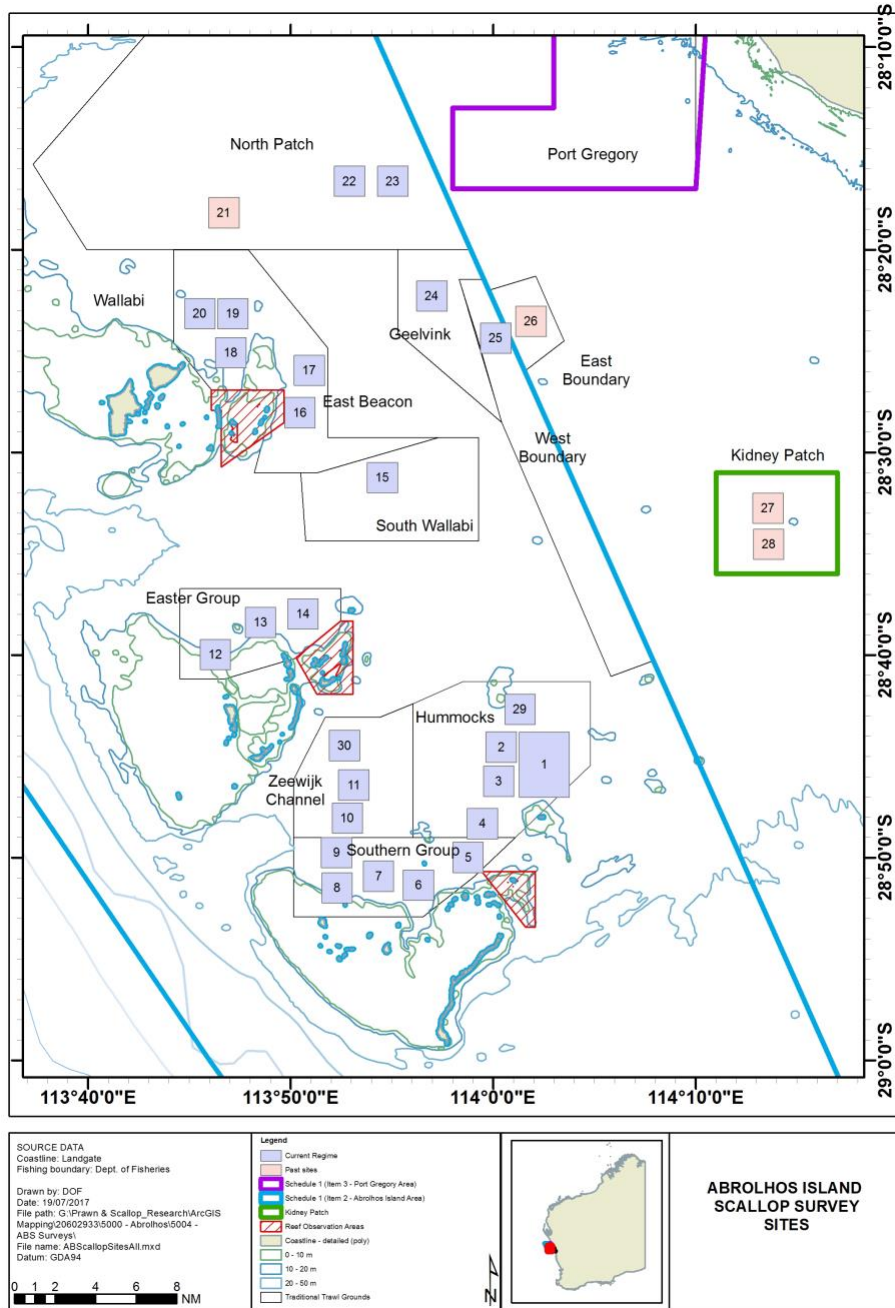 28°10'0"S
North Patch
Port Gregory
22
23
21
28°20'0"S
Wallabi
20
19
24
Geelvink
26
25
18
17
East
Boundary
East Beacon
16
West
Boundary
28°30'0"S
Kidney Patch
15
27
South Wallabi
28
Easter Group
13
14
12
28°40'0"S
Hummocks
29
30
2
1
Zeewijk
Channel
11
3
10
4
28°50'0"S
Southern Group
9
5
7
8
6
29°0'0"S
113°40'0"E
113°50'0"E
114°0'0"E
114°10'0"E
SOURCE DATA
Coastline: Landgate
Fishing boundary: Dept. of Fisheries
Drawn by: DOF
Date: 19/07/2017
File path: G:\Prawn & Scallop_Research\ArcGIS
Mapping\20602933\5000 - Abrolhos\5004 -
ABS Surveys\
File name: ABScallopSitesAll.mxd
Datum: GDA94
0 1 2 4 6 8
NM
Legend
Current Regime
Past sites
Schedule 1 (Item 3 - Port Gregory Area)
Schedule 1 (Item 2 - Abrolhos Island Area)
Kidney Patch
Reef Observation Areas
Coastline - detailed (poly)
0 - 10 m
10 - 20 m
20 - 50 m
Traditional Trawl Grounds
N
ABROLHOS ISLAND
SCALLOP SURVEY
SITES